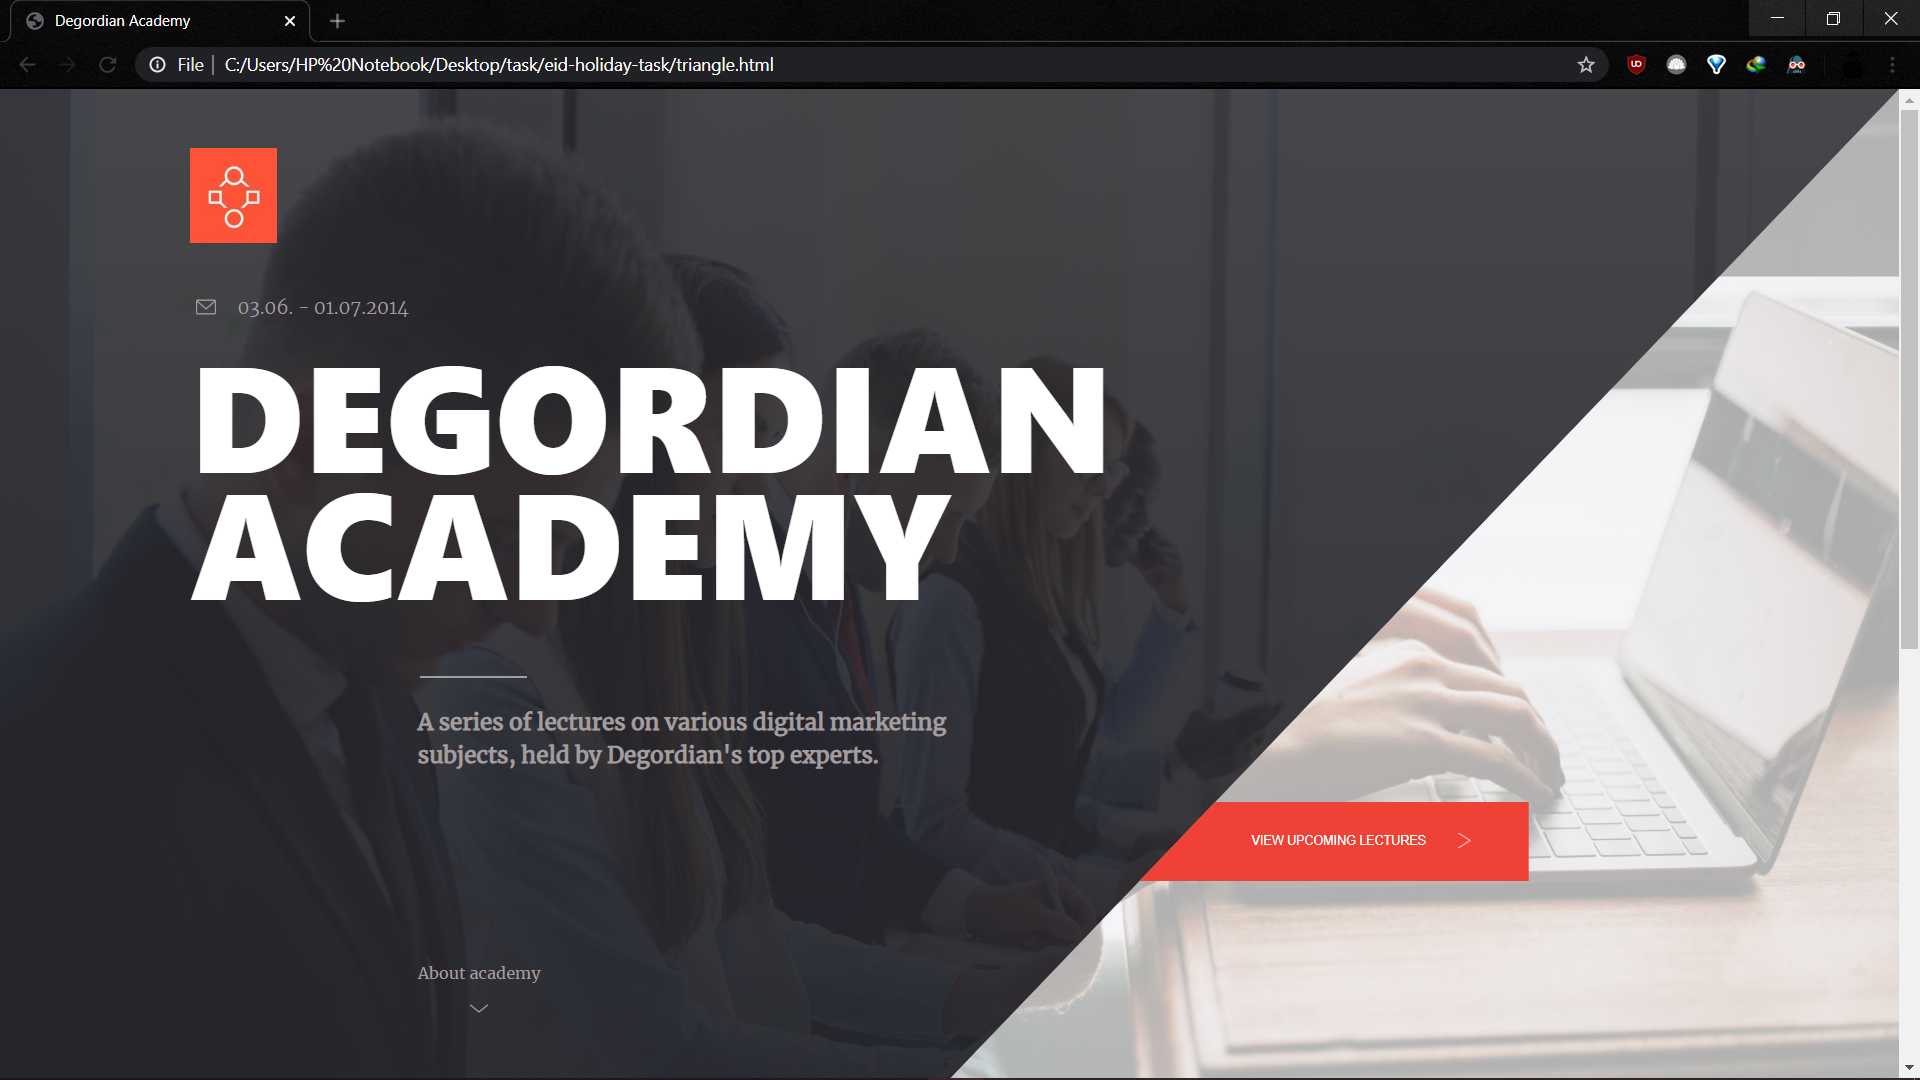 Degordian Academy
File
C:/Users/HP%20Notebook/Desktop/task/eid-holiday-task/triangle.html
03.06. - 01.07.2014
DEGORDIAN
ACADEMY
A series of lectures on various digital marketing
subjects, held by Degordian's top experts.
VIEW UPCOMING LECTURES
About academy